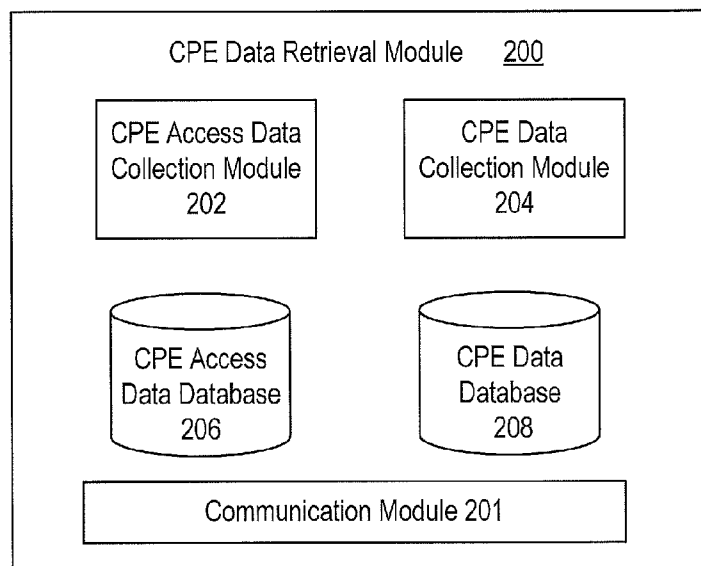 CPE Data Retrieval Module 200
CPE Access Data
Collection Module
202
CPE Data
Collection Module
204
CPE Access
Data Database
206
CPE Data
Database
208
Communication Module 201